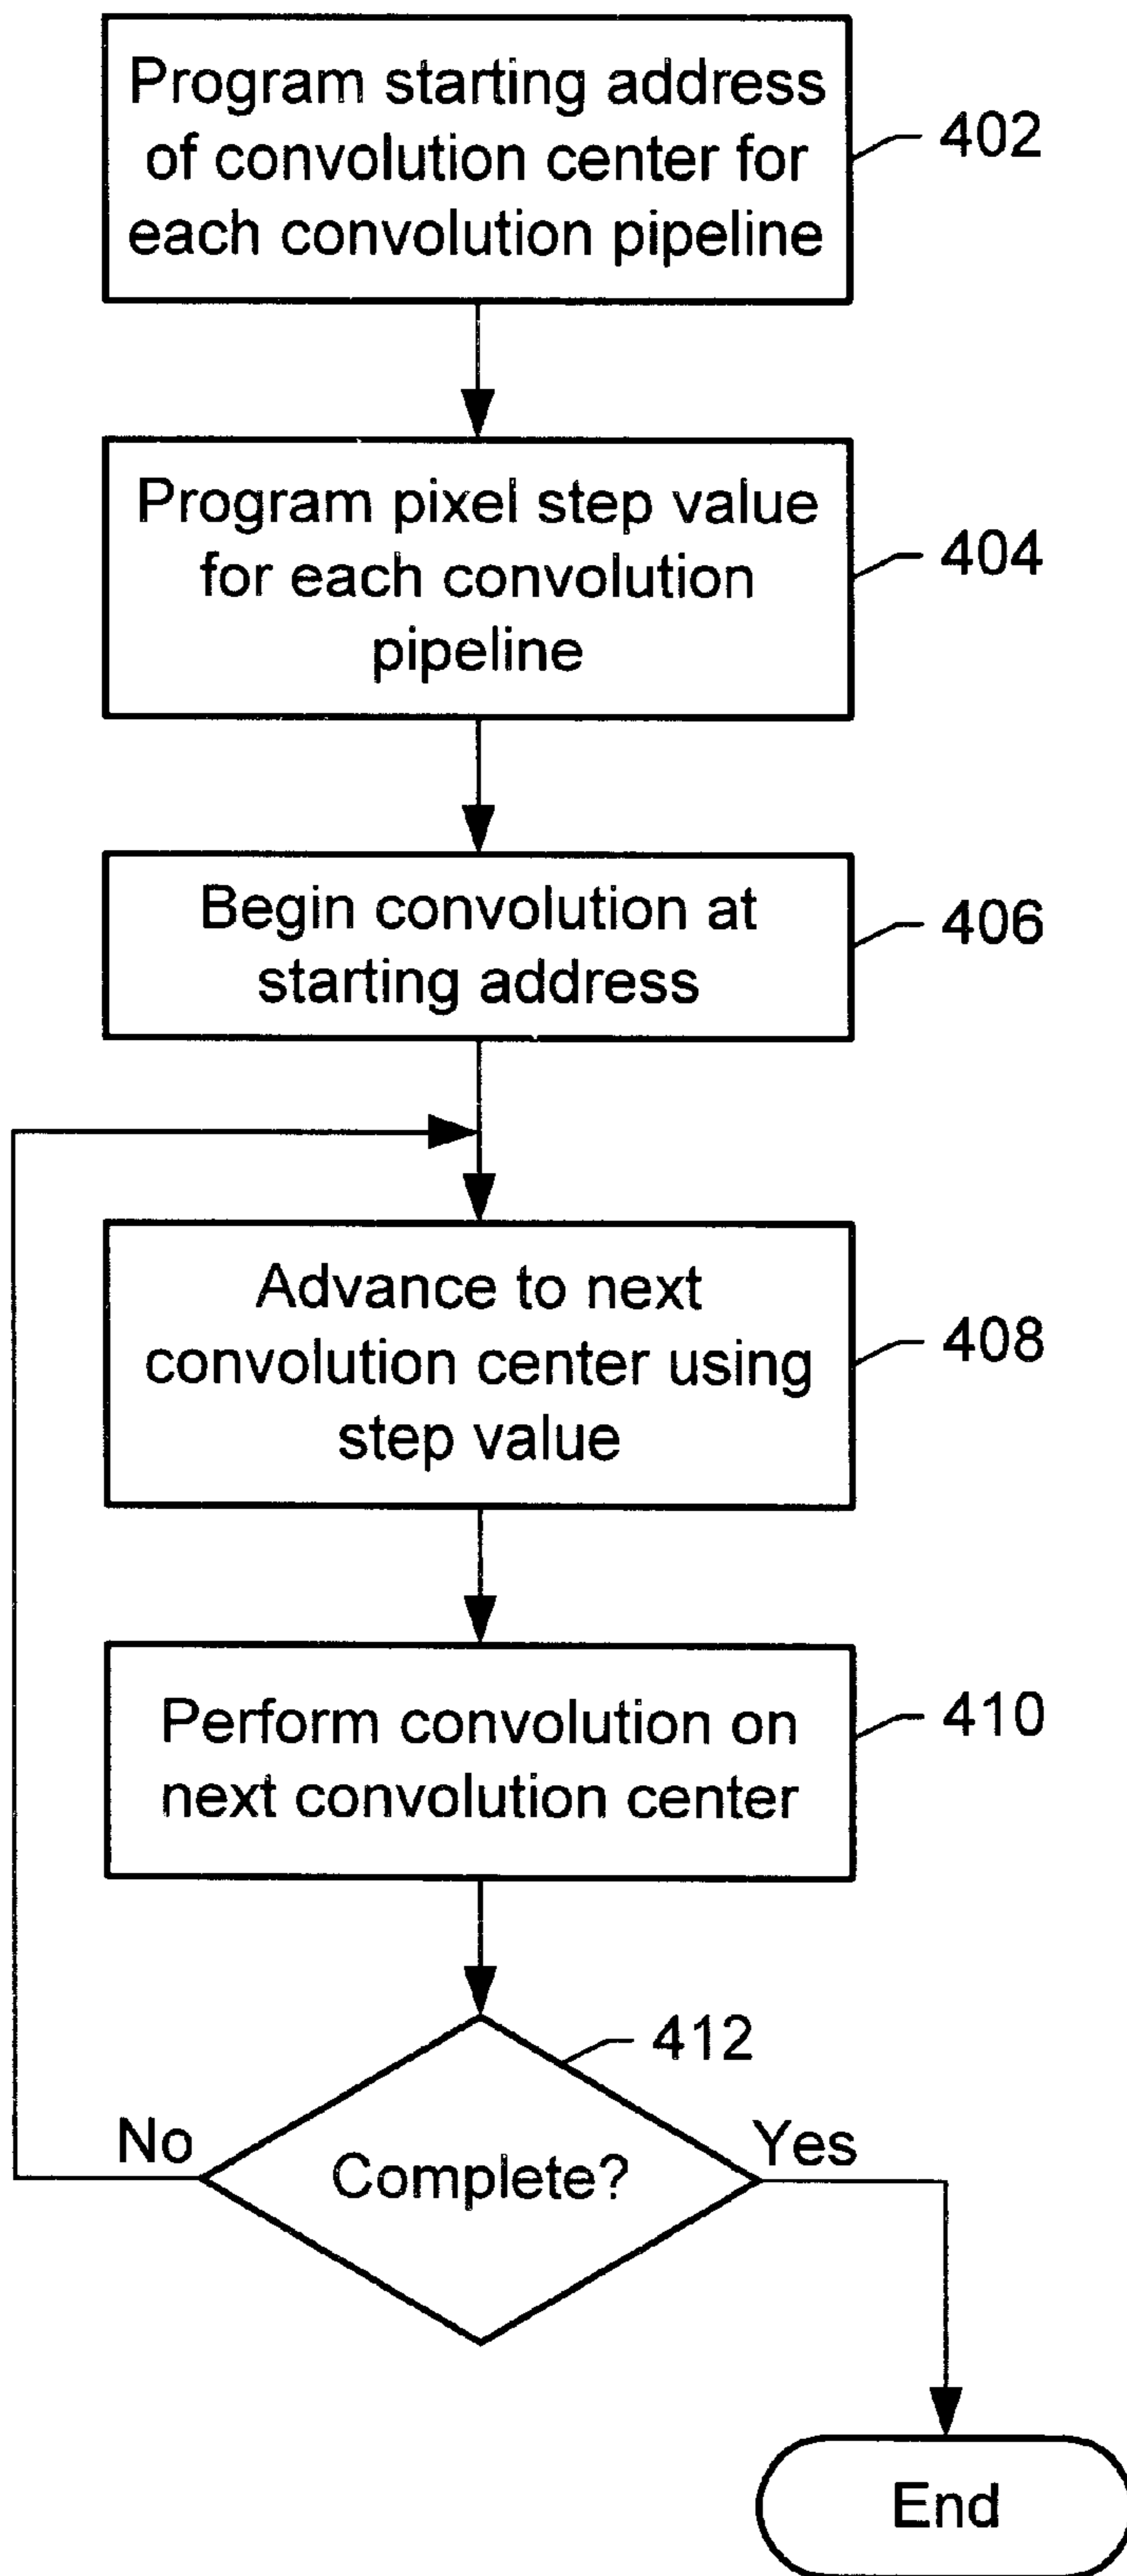 Program starting address
of convolution center for
each convolution pipeline
402
Program pixel step value
for each convolution
pipeline
404
Begin convolution at
starting address
406
Advance to next
convolution center using
step value
408
Perform convolution on
next convolution center
410
412
No
Complete?
Yes
End